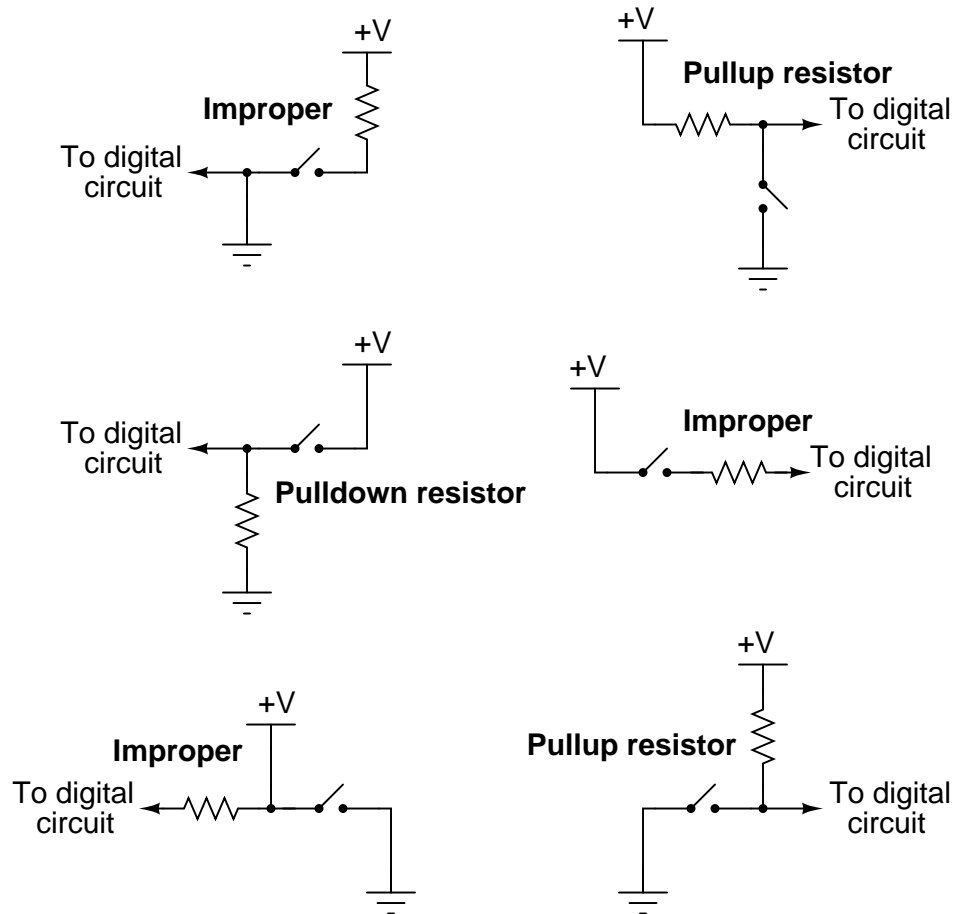 +V
Improper
To digital
circuit
+V
Pullup resistor
To digital
circuit
+V
To digital
circuit
Pulldown resistor
+V
Improper
To digital
circuit
+V
Improper
To digital
circuit
+V
Pullup resistor
To digital
circuit